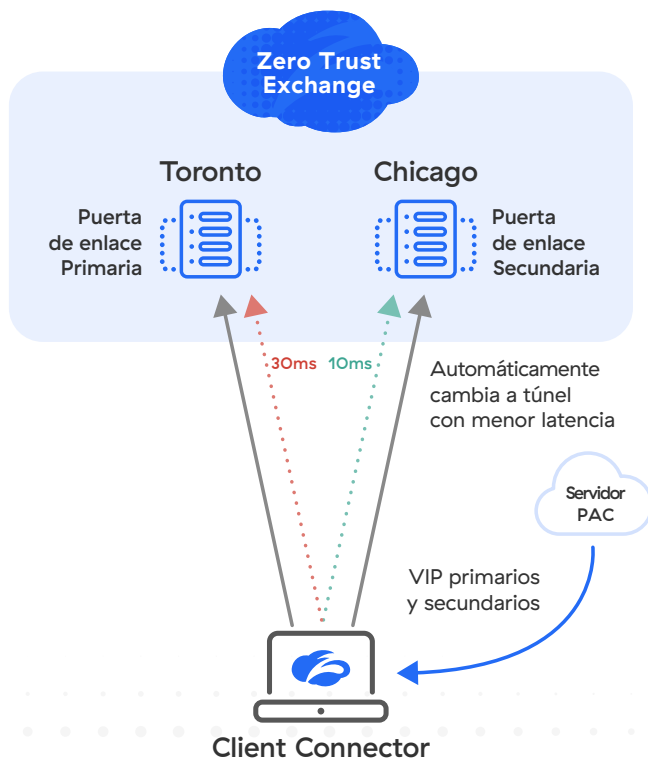 Zero Trust
Exchange
Toronto
Chicago
Puerta
de enlace
Primaria
Puerta
de enlace
Secundaria
30ms
10ms
Automáticamente
cambia a túnel
con menor latencia
Servidor
PAC
VIP primarios
y secundarios
Client Connector